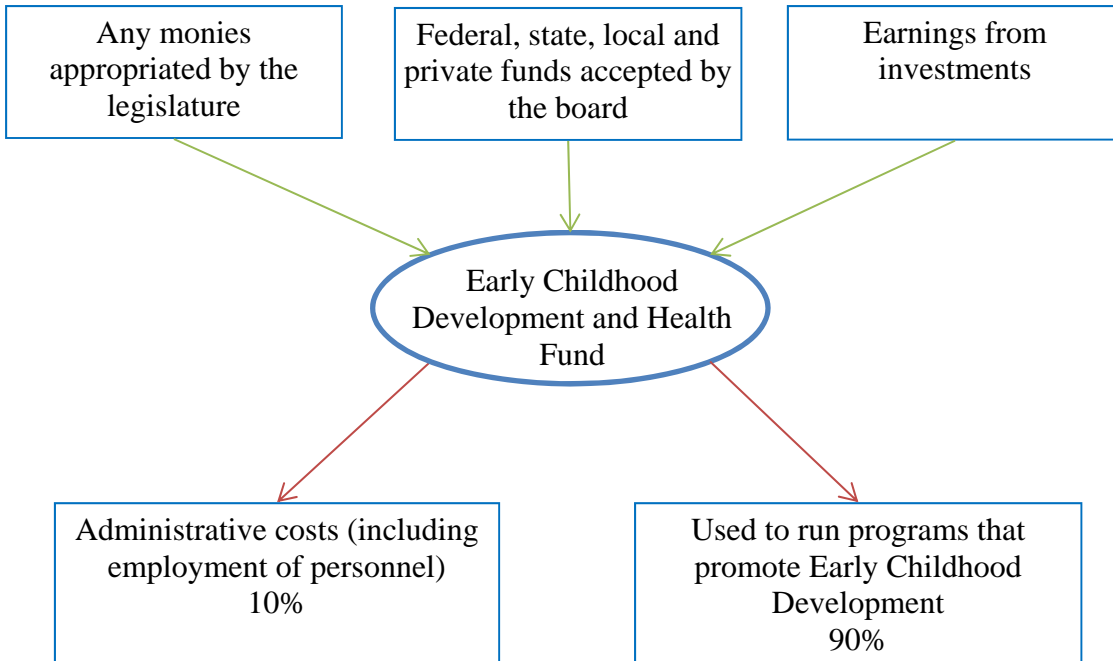 Any monies
appropriated by the
legislature
Federal, state, local and
private funds accepted by
the board
Earnings from
investments
Early Childhood
Development and Health
Fund
Administrative costs (including
employment of personnel)
10%
Used to run programs that
promote Early Childhood
Development
90%